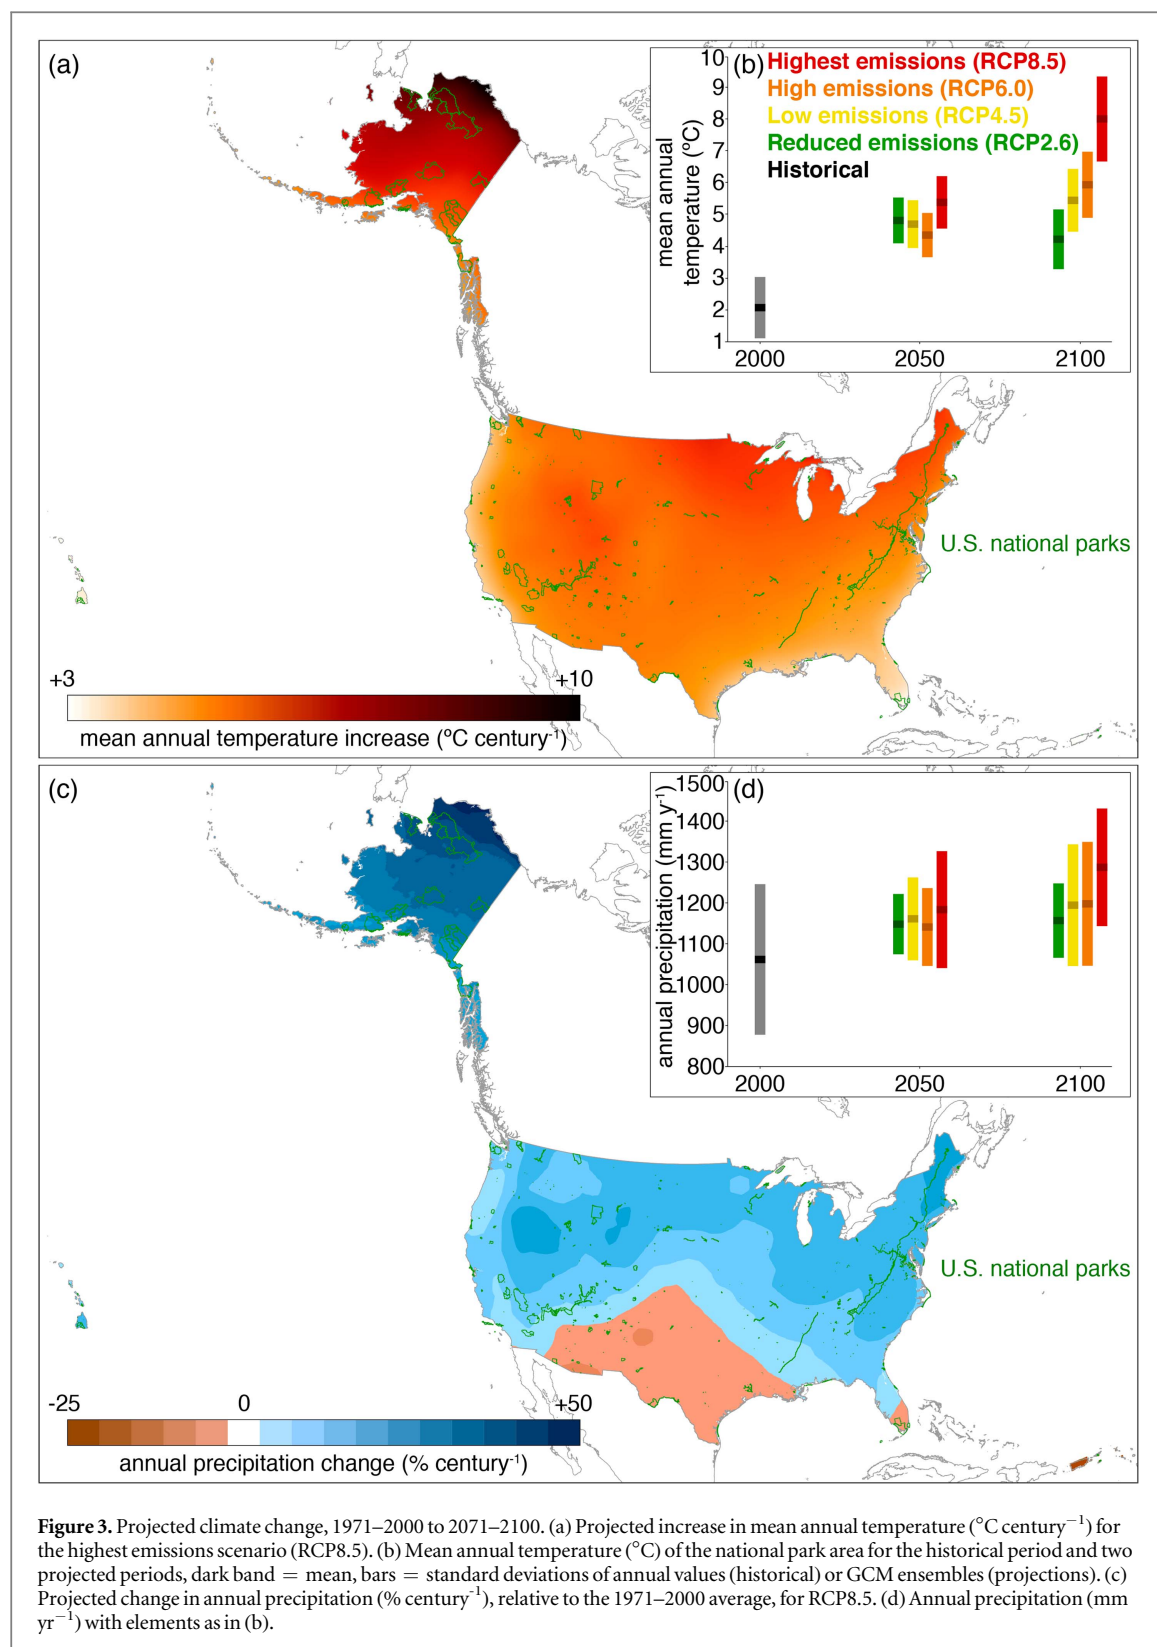 (a)
(b)
Highest emissions (RCP8.5)
High emissions (RCP6.0)
Low emissions (RCP4.5)
Reduced emissions (RCP2.6)
Historical
10
9
8
7
6
5
4
3
2
1
mean annual
temperature (ºC)
2000
2050
2100
U.S. national parks
+3
+10
mean annual temperature increase (ºC century⁻¹)
(c)
(d)
1500
1400
1300
1200
1100
1000
900
800
annual precipitation (mm y⁻¹)
2000
2050
2100
U.S. national parks
-25
0
+50
annual precipitation change (% century⁻¹)
Figure 3. Projected climate change, 1971–2000 to 2071–2100. (a) Projected increase in mean annual temperature (°C century⁻¹) for
the highest emissions scenario (RCP8.5). (b) Mean annual temperature (°C) of the national park area for the historical period and two
projected periods, dark band = mean, bars = standard deviations of annual values (historical) or GCM ensembles (projections). (c)
Projected change in annual precipitation (% century⁻¹), relative to the 1971–2000 average, for RCP8.5. (d) Annual precipitation (mm
yr⁻¹) with elements as in (b).